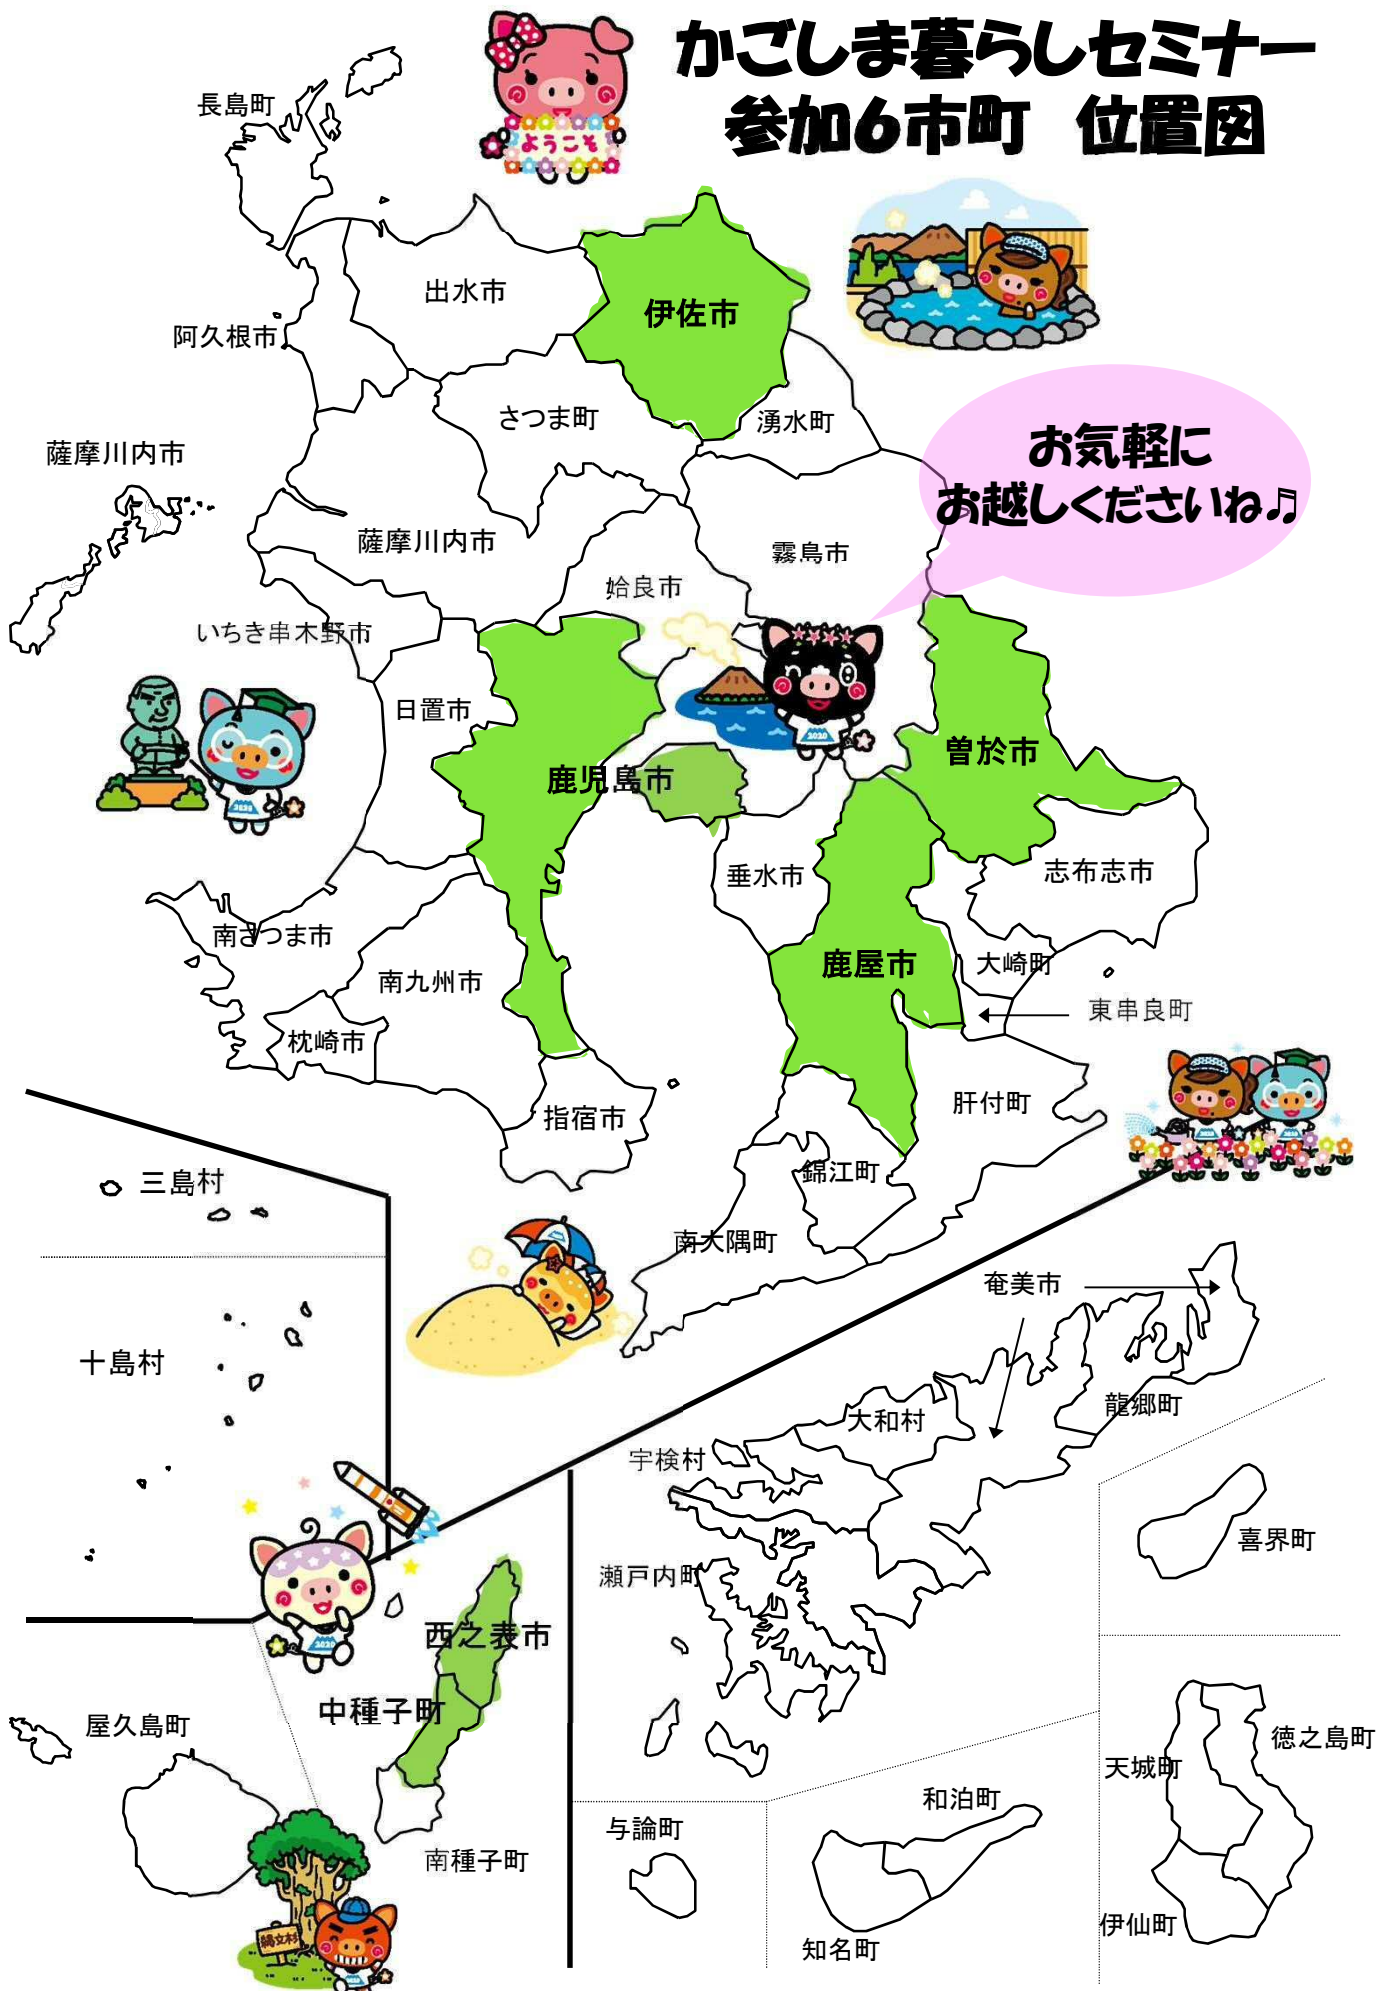 かごしま暮らしセミナー
参加6市町 位置図
ようこそ
長島町
出水市
伊佐市
阿久根市
さつま町
湧水町
お気軽に
お越しくださいね♬
薩摩川内市
薩摩川内市
霧島市
姶良市
いちき串木野市
日置市
2020
2020
鹿児島市
曽於市
垂水市
志布志市
南さつま市
南九州市
鹿屋市
大崎町
東串良町
枕崎市
指宿市
肝付町
2020
2020
錦江町
南大隅町
三島村
十島村
奄美市
龍郷町
大和村
宇検村
喜界町
瀬戸内町
2020
西之表市
中種子町
屋久島町
南種子町
縄文杉
2020
与論町
和泊町
知名町
徳之島町
天城町
伊仙町